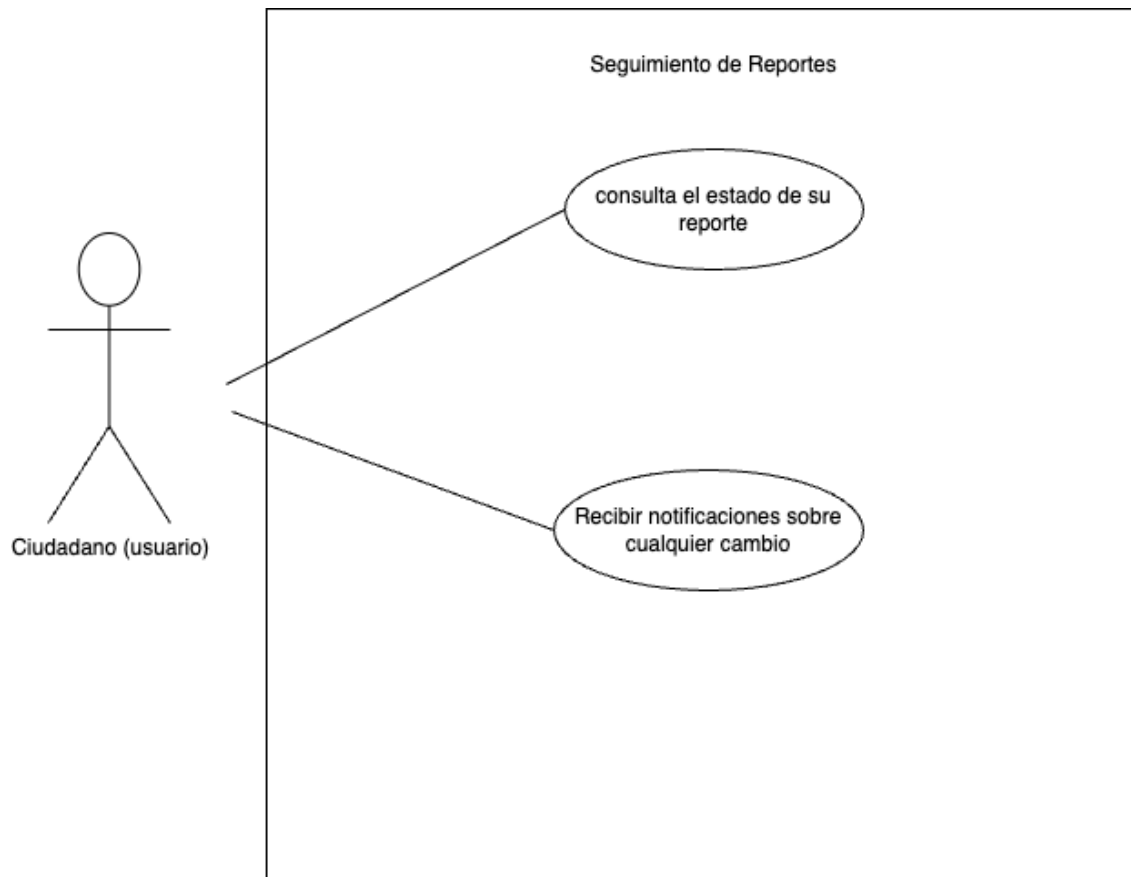 Seguimiento de Reportes
consulta el estado de su
reporte
Recibir notificaciones sobre
cualquier cambio
Ciudadano (usuario)